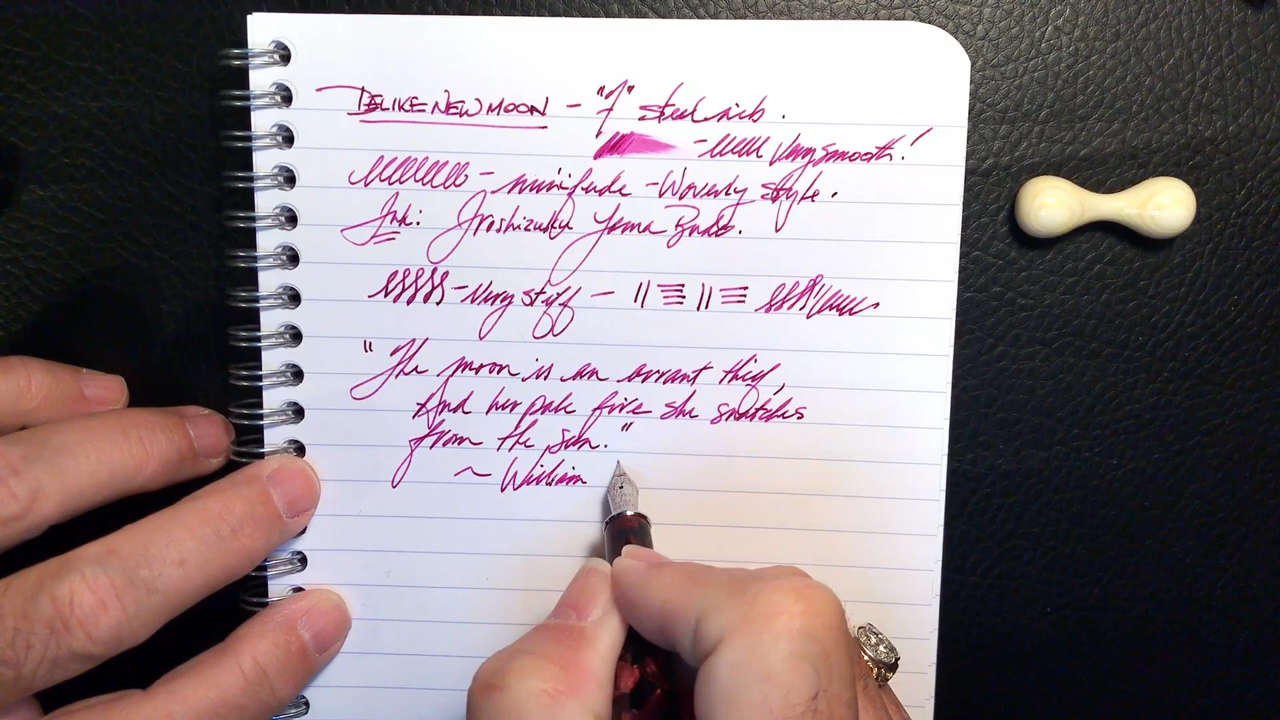 DELIKE NEW MOON - "f" steel nib.
- Very smooth!
- minifude - Waverly style.
Ink: Iroshizuku Yama Budo.
- Very stiff -
"The moon is an arrant thief,
And her pale fire she snatches
from the sun."
~ William